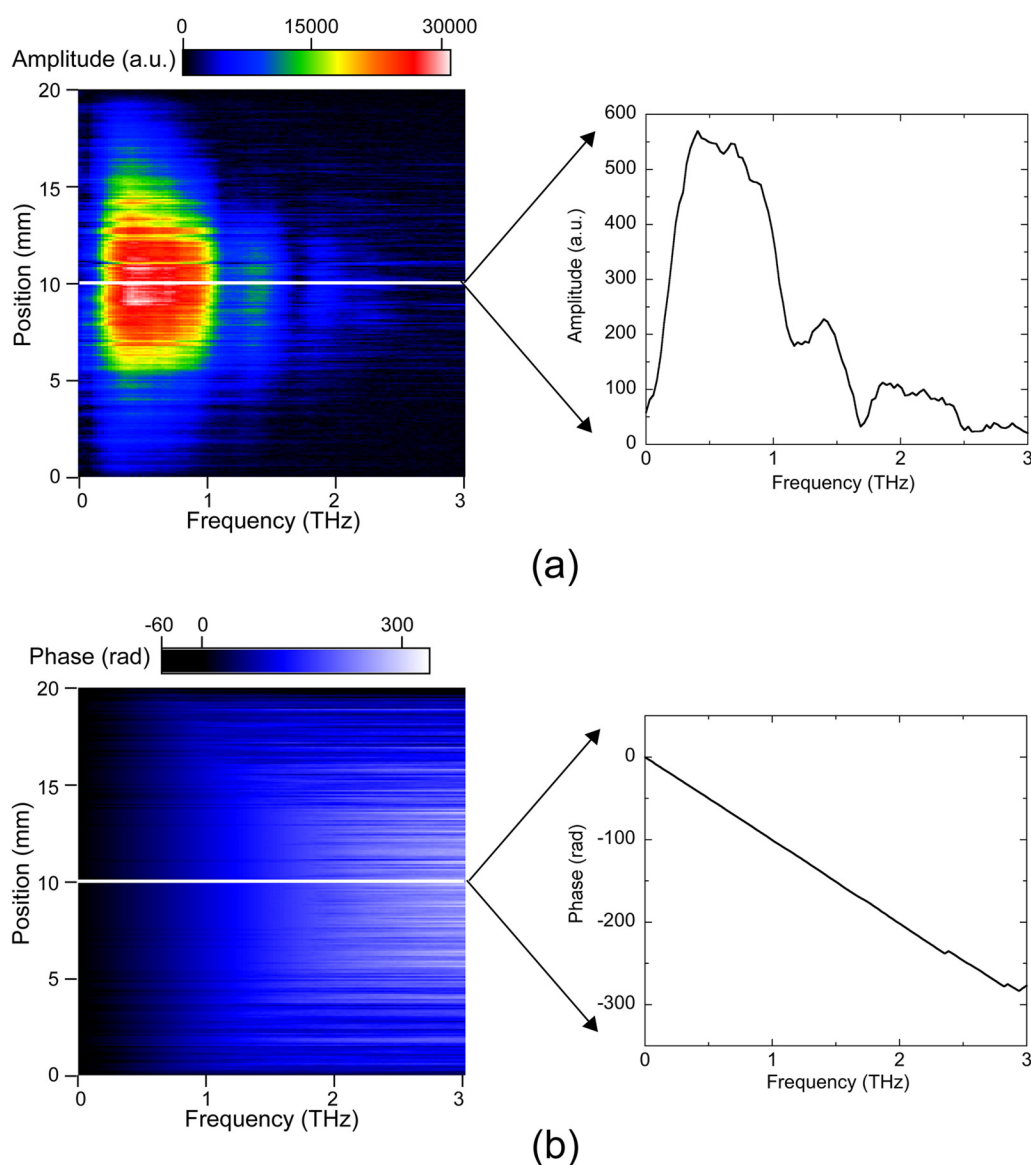 0 15000 30000
Amplitude (a.u.)
20
15
10
5
0
Position (mm)
0 1 2 3
Frequency (THz)
600
500
400
300
200
100
0
Amplitude (a.u.)
0 1 2 3
Frequency (THz)
(a)
-60 0 300
Phase (rad)
20
15
10
5
0
Position (mm)
0 1 2 3
Frequency (THz)
0
-100
-200
-300
Phase (rad)
0 1 2 3
Frequency (THz)
(b)